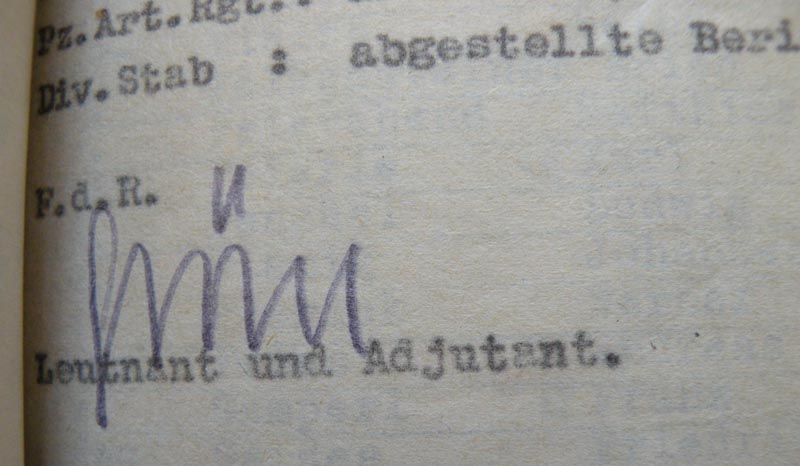 Pz.Art.Rgt.:
Div.Stab : abgestellte Beri
F.d.R.
Leutnant und Adjutant.